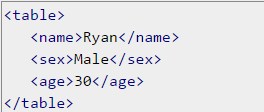 <table>
<name>Ryan</name>
<sex>Male</sex>
<age>30</age>
</table>